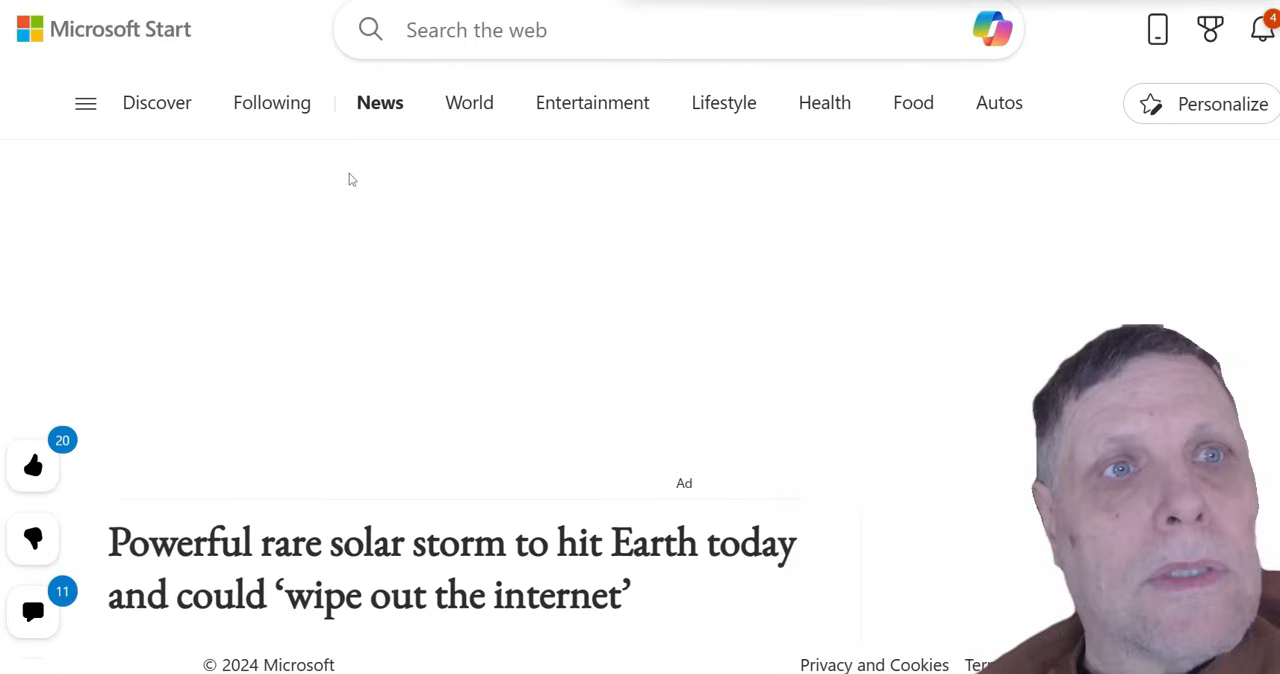 Microsoft Start
Search the web
4
Discover
Following
News
World
Entertainment
Lifestyle
Health
Food
Autos
Personalize
20
Ad
Powerful rare solar storm to hit Earth today
and could ‘wipe out the internet’
11
© 2024 Microsoft
Privacy and Cookies